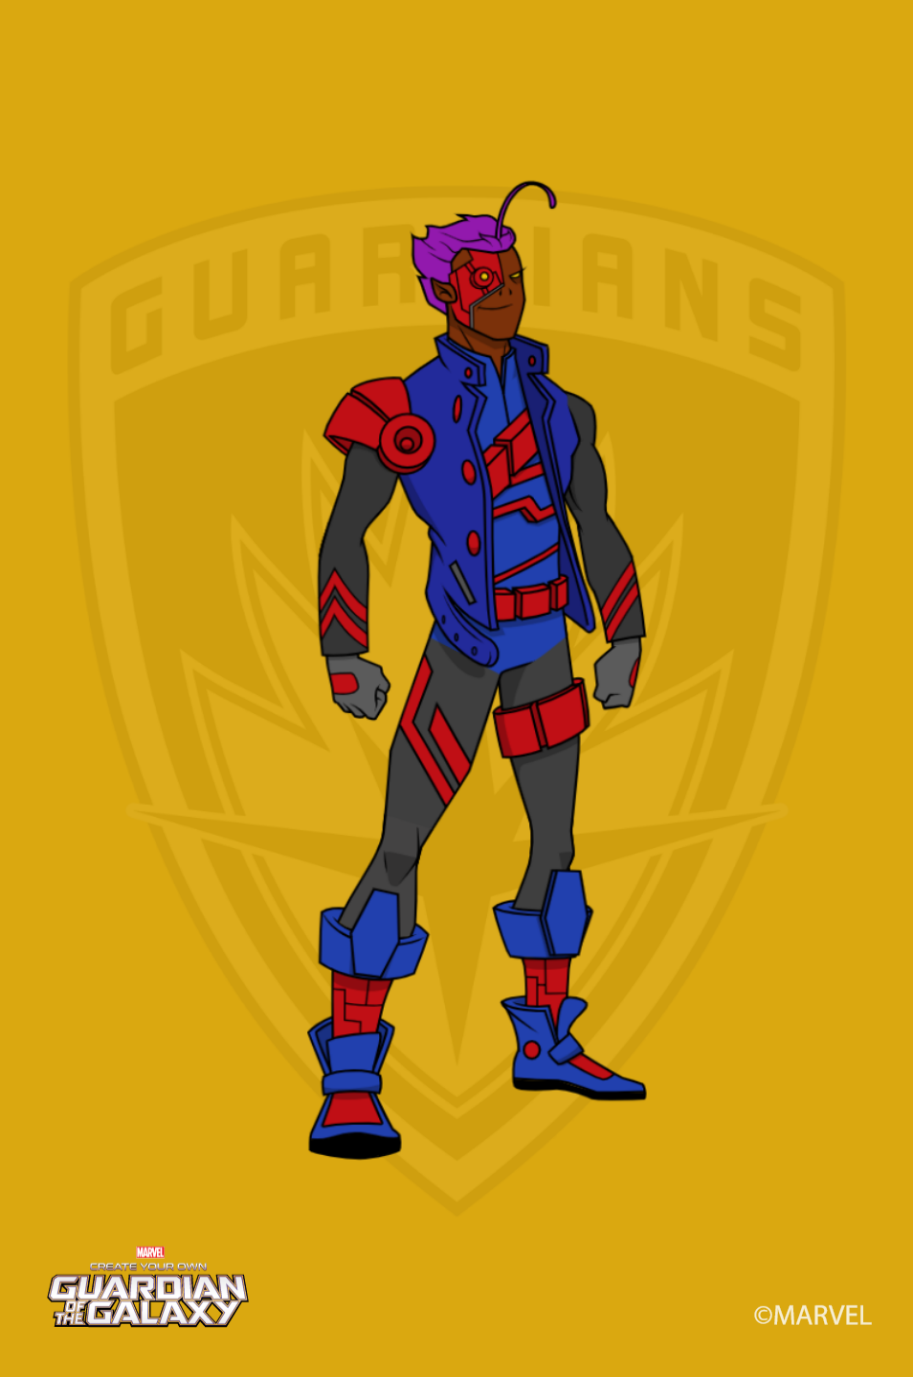 GUARDIANS
MARVEL
CREATE YOUR OWN
GUARDIAN
OF THE GALAXY
©MARVEL